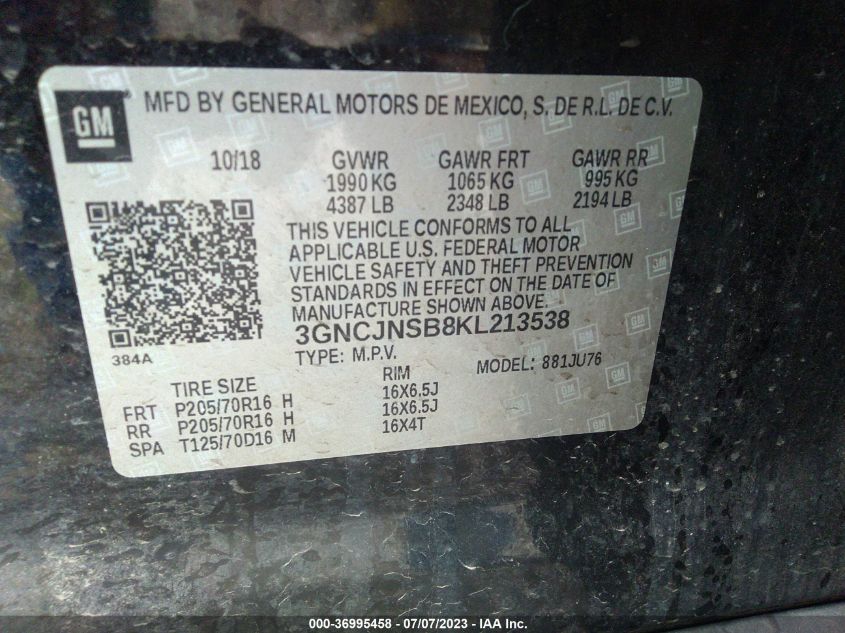 GM
MFD BY GENERAL MOTORS DE MEXICO, S. DE R.L. DE C.V.
10/18 GVWR GAWR FRT GAWR RR
1990 KG 1065 KG 995 KG
4387 LB 2348 LB 2194 LB
THIS VEHICLE CONFORMS TO ALL
APPLICABLE U.S. FEDERAL MOTOR
VEHICLE SAFETY AND THEFT PREVENTION
STANDARDS IN EFFECT ON THE DATE OF
MANUFACTURE SHOWN ABOVE.
3GNCJNSB8KL213538
384A
TYPE: M.P.V. MODEL: 881JU76
TIRE SIZE RIM
FRT P205/70R16 H 16X6.5J
RR P205/70R16 H 16X6.5J
SPA T125/70D16 M 16X4T
000-36995458 - 07/07/2023 - IAA Inc.